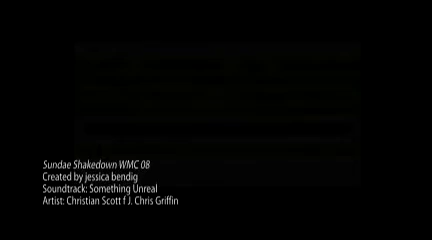 Sundae Shakedown WMC 08
Created by jessica bendig
Soundtrack: Something Unreal
Artist: Christian Scott f J. Chris Griffin